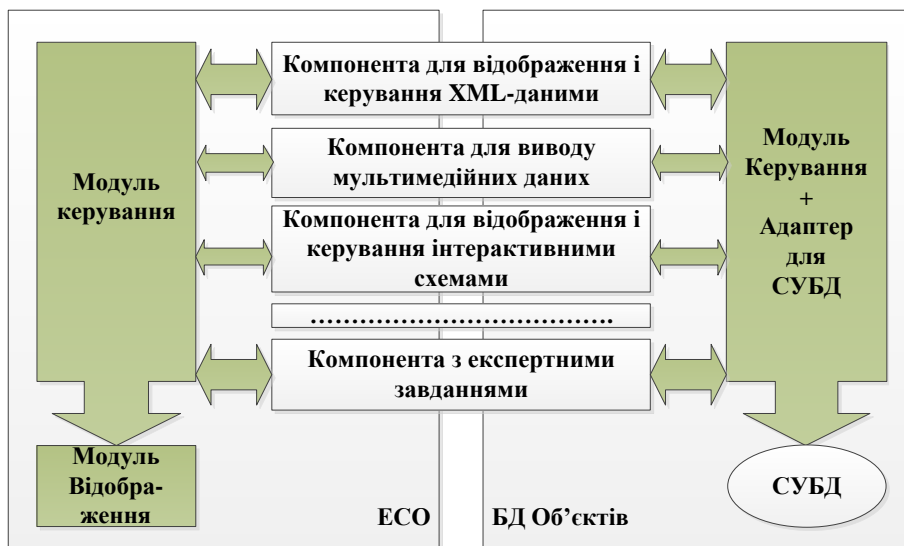 Модуль
керування
Компонента для відображення і
керування XML-даними
Компонента для виводу
мультимедійних даних
Компонента для відображення і
керування інтерактивними
схемами
………………………………..
Компонента з експертними
завданнями
Модуль
Керування
+
Адаптер
для
СУБД
Модуль
Відобра-
ження
ЕСО
БД Об’єктів
СУБД